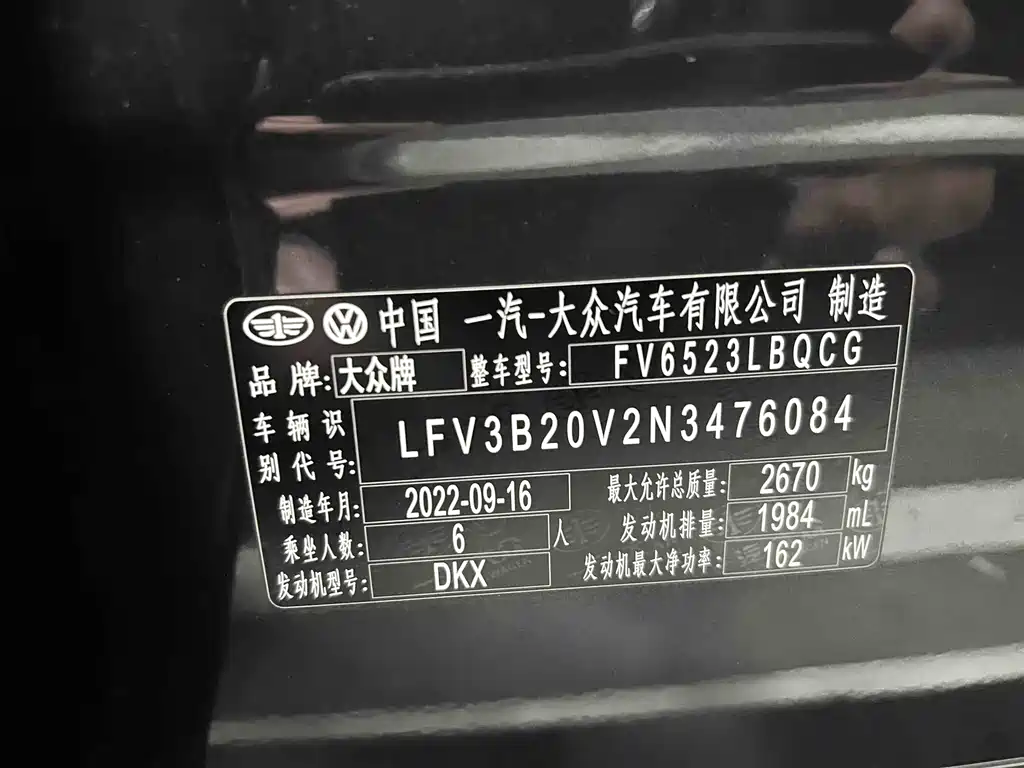 中国 一汽-大众汽车有限公司 制造
品牌: 大众牌 整车型号: FV6523LBQCG
车辆识别代号: LFV3B20V2N3476084
制造年月: 2022-09-16 最大允许总质量: 2670 kg
乘坐人数: 6 人 发动机排量: 1984 mL
发动机型号: DKX 发动机最大净功率: 162 kW